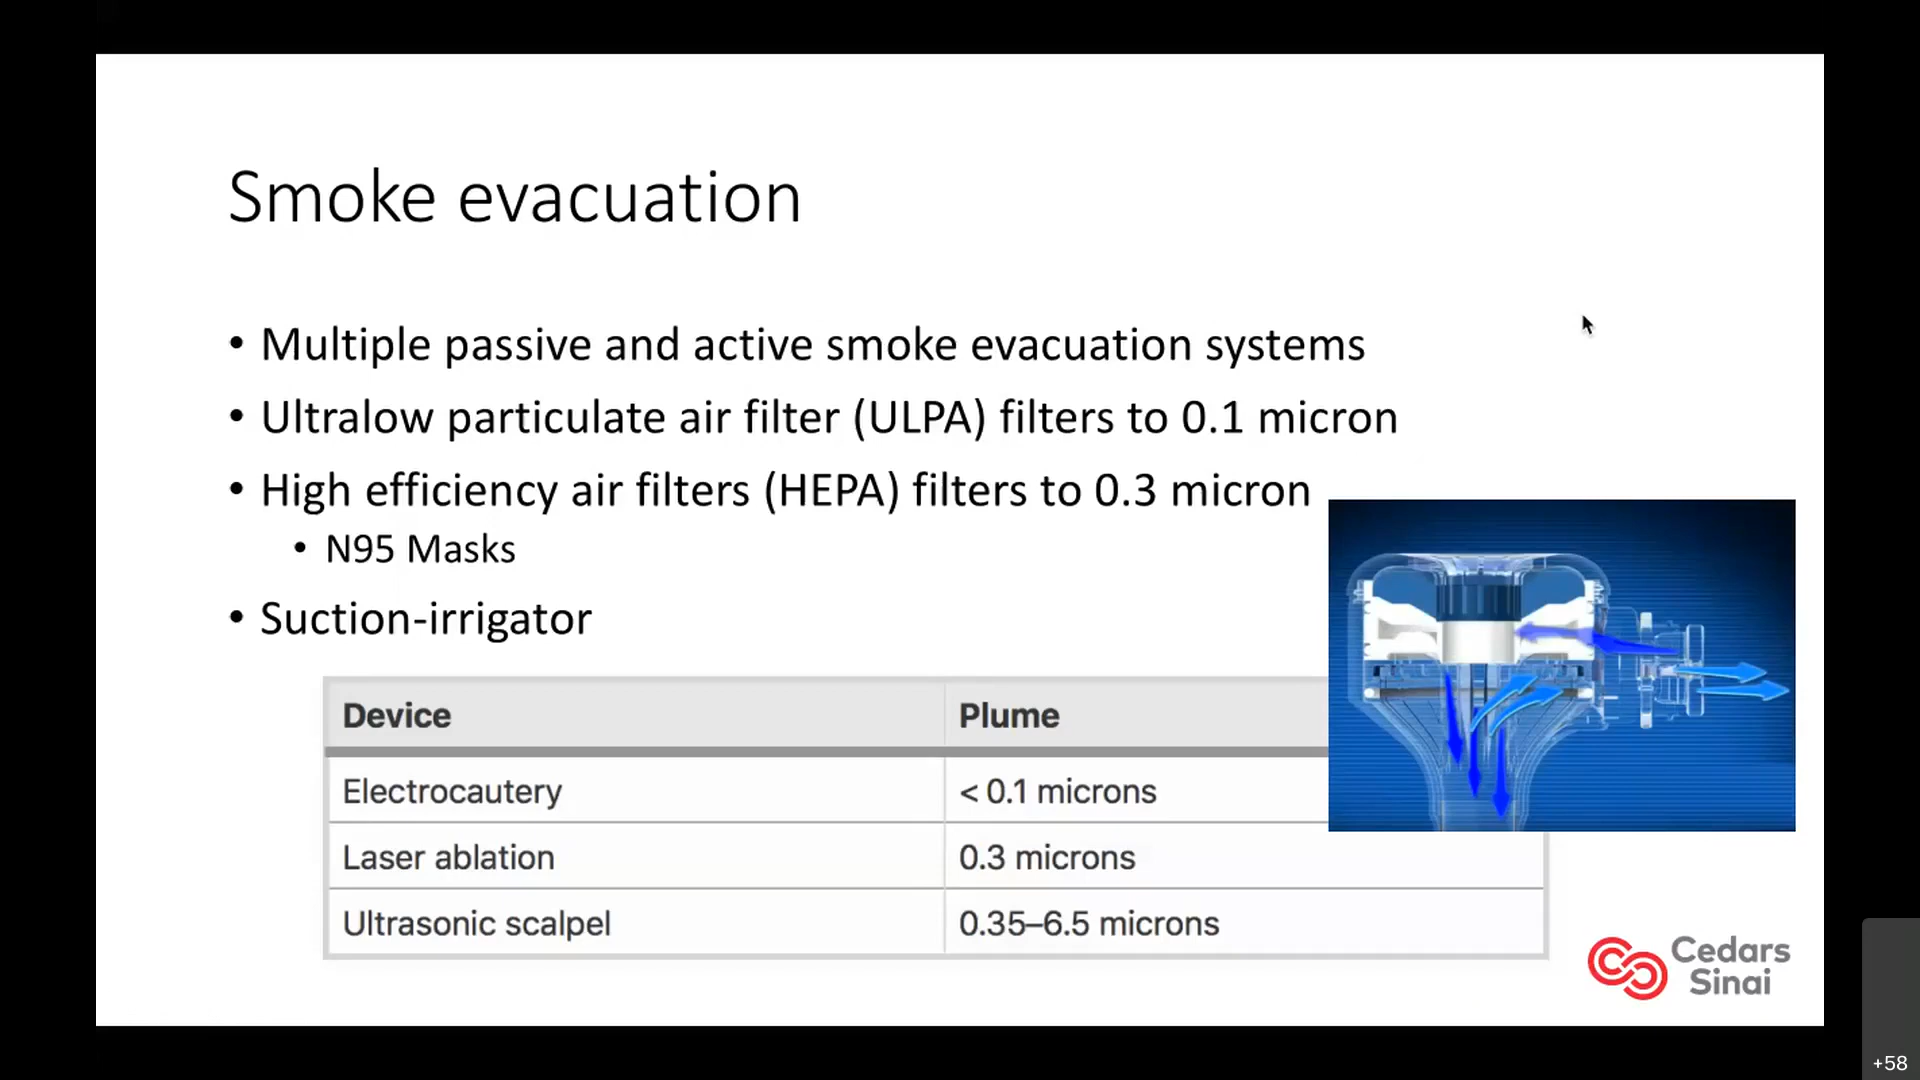 Smoke evacuation
• Multiple passive and active smoke evacuation systems
• Ultralow particulate air filter (ULPA) filters to 0.1 micron
• High efficiency air filters (HEPA) filters to 0.3 micron
• N95 Masks
• Suction-irrigator
Device Plume
Electrocautery < 0.1 microns
Laser ablation 0.3 microns
Ultrasonic scalpel 0.35–6.5 microns
Cedars
Sinai
+58